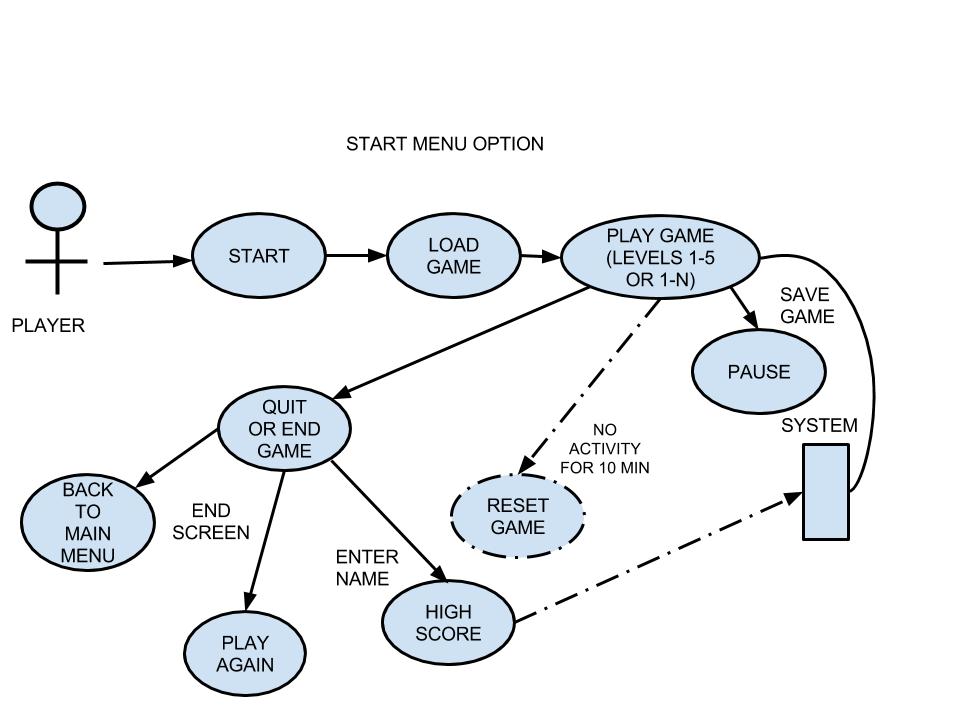 START MENU OPTION
PLAYER
START
LOAD
GAME
PLAY GAME
(LEVELS 1-5
OR 1-N)
SAVE
GAME
PAUSE
SYSTEM
QUIT
OR END
GAME
NO
ACTIVITY
FOR 10 MIN
RESET
GAME
BACK
TO
MAIN
MENU
END
SCREEN
ENTER
NAME
HIGH
SCORE
PLAY
AGAIN